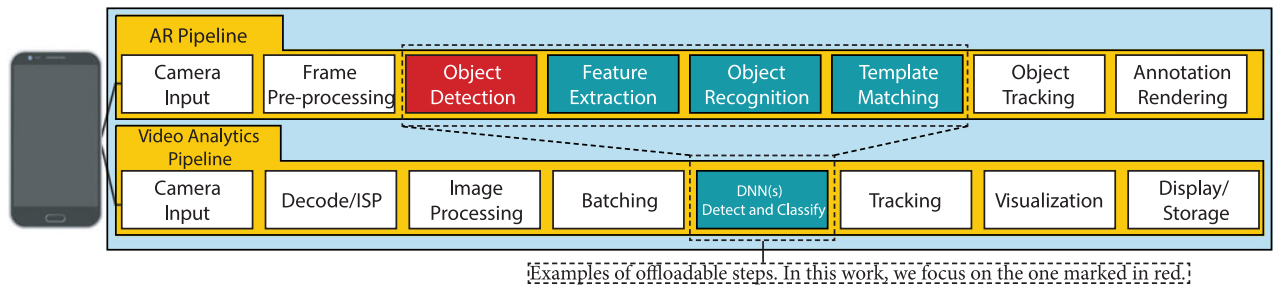 AR Pipeline
Camera
Input
Frame
Pre-processing
Object
Detection
Feature
Extraction
Object
Recognition
Template
Matching
Object
Tracking
Annotation
Rendering
Video Analytics
Pipeline
Camera
Input
Decode/ISP
Image
Processing
Batching
DNN(s)
Detect and Classify
Tracking
Visualization
Display/
Storage
Examples of offloadable steps. In this work, we focus on the one marked in red.